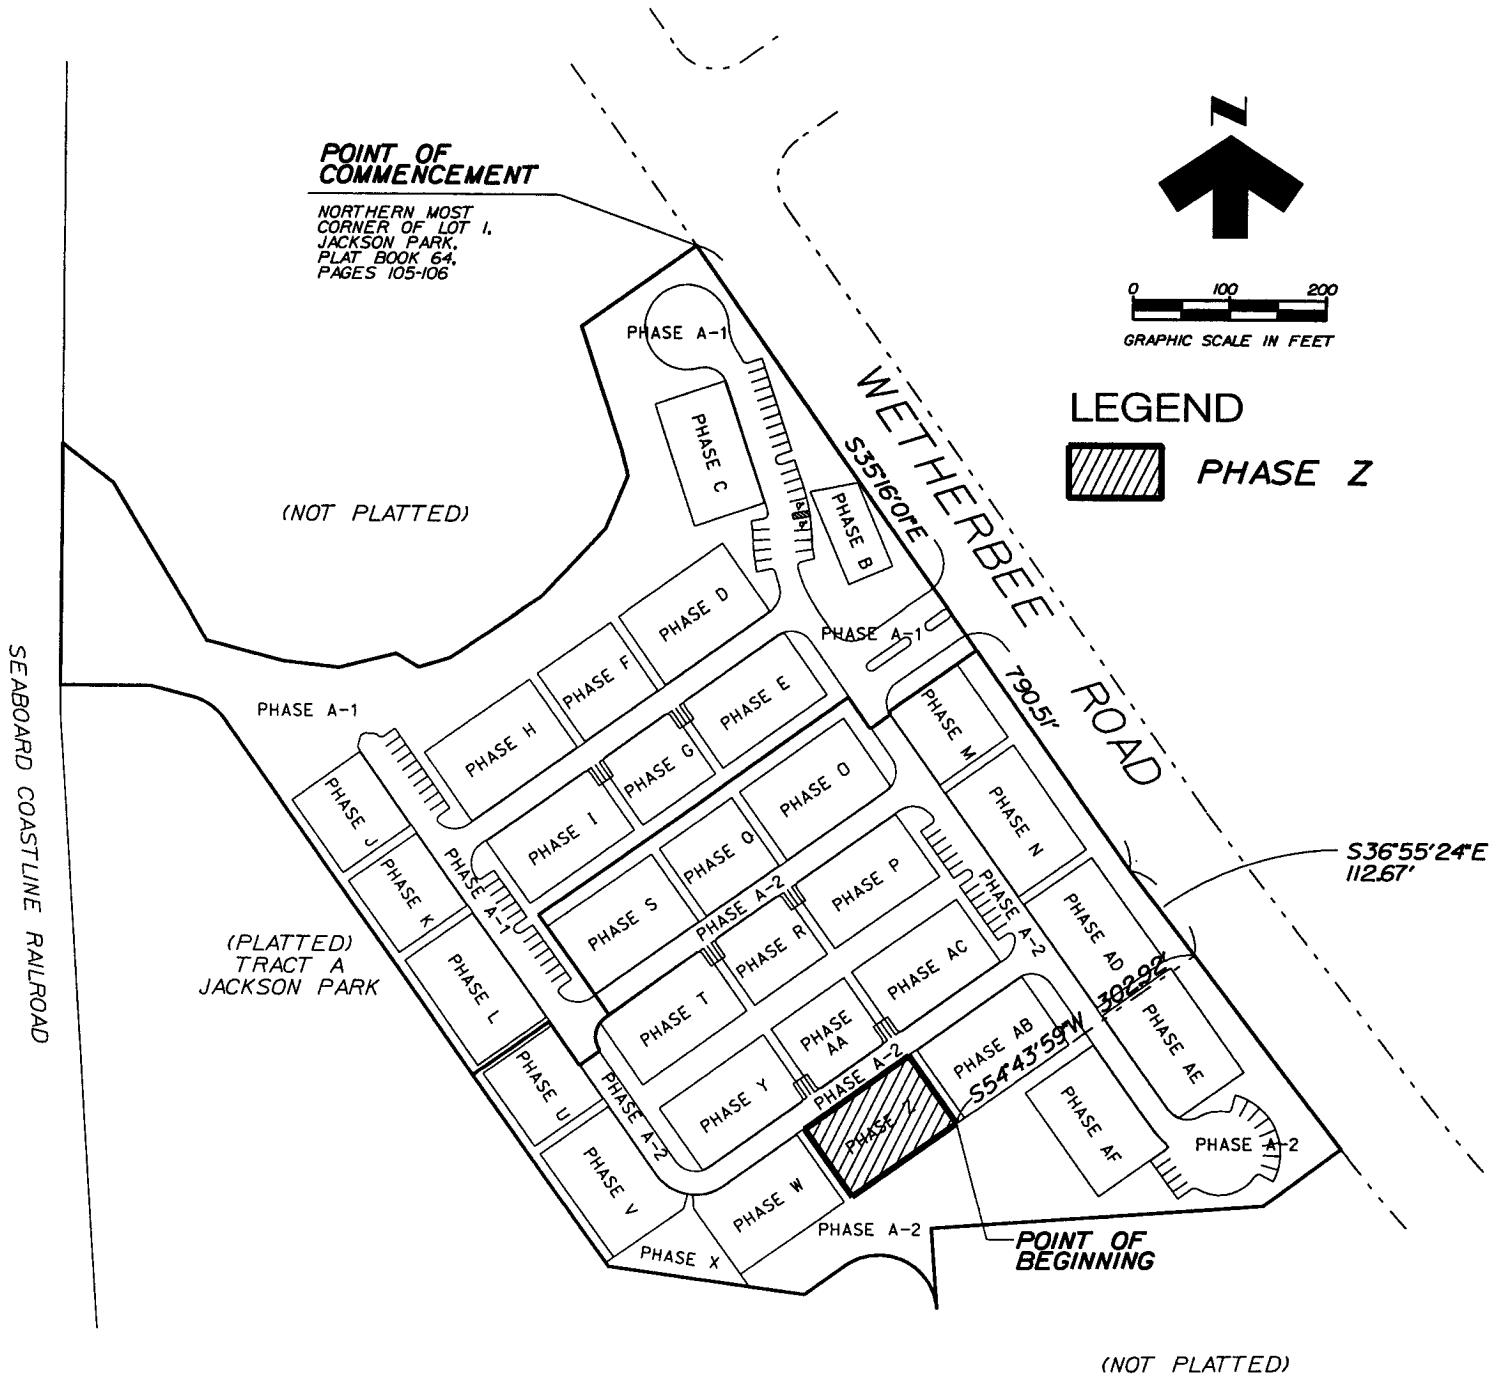 POINT OF
COMMENCEMENT
NORTHERN MOST
CORNER OF LOT 1,
JACKSON PARK,
PLAT BOOK 64,
PAGES 105-106
Z
0 100 200
GRAPHIC SCALE IN FEET
LEGEND
PHASE Z
WETHERBEE ROAD
S35°16'01"E
790.51'
S36°55'24"E
112.67'
S54°43'59"W 302.92'
(NOT PLATTED)
SEABOARD COASTLINE RAILROAD
(PLATTED)
TRACT A
JACKSON PARK
PHASE A-1
PHASE C
PHASE B
PHASE D
PHASE A-1
PHASE F
PHASE E
PHASE H
PHASE G
PHASE A-1
PHASE M
PHASE I
PHASE O
PHASE J
PHASE N
PHASE Q
PHASE K
PHASE A-1
PHASE P
PHASE S
PHASE A-2
PHASE A-2
PHASE R
PHASE AD
PHASE L
PHASE AC
PHASE T
PHASE
AA
PHASE AB
PHASE AE
PHASE A-2
PHASE U
PHASE A-2
PHASE Y
PHASE Z
PHASE AF
PHASE A-2
PHASE V
PHASE W
PHASE A-2
PHASE X
POINT OF
BEGINNING
(NOT PLATTED)